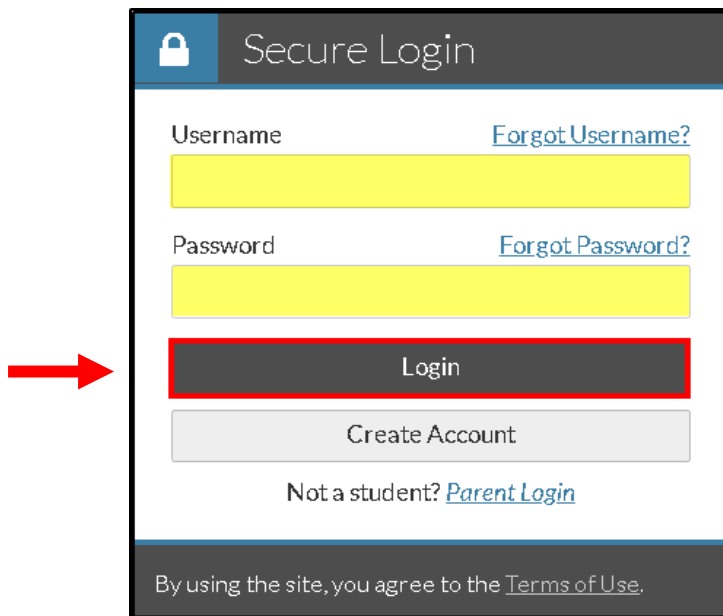 Secure Login
Username Forgot Username?
Password Forgot Password?
Login
Create Account
Not a student? Parent Login
By using the site, you agree to the Terms of Use.